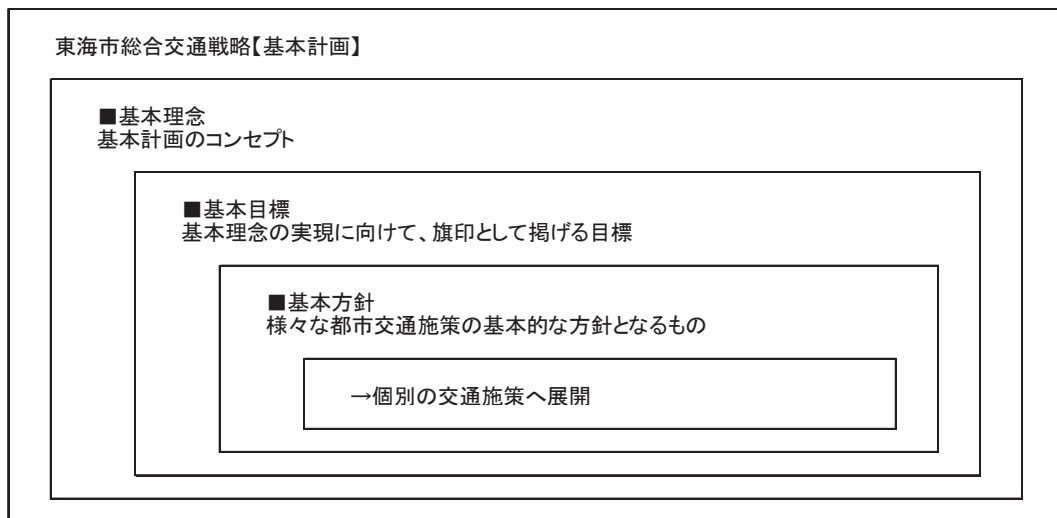 東海市総合交通戦略【基本計画】
■基本理念
基本計画のコンセプト
■基本目標
基本理念の実現に向けて、旗印として掲げる目標
■基本方針
様々な都市交通施策の基本的な方針となるもの
→個別の交通施策へ展開